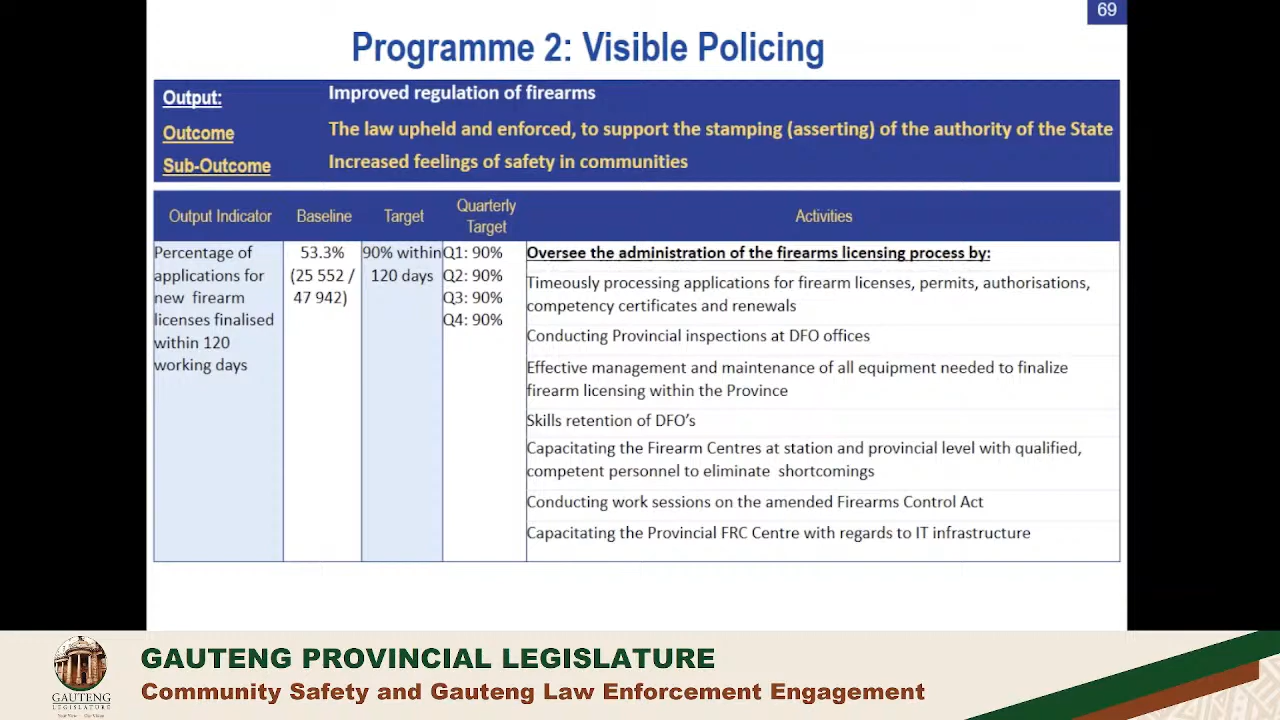 69
Programme 2: Visible Policing
Output: Improved regulation of firearms
Outcome The law upheld and enforced, to support the stamping (asserting) of the authority of the State
Sub-Outcome Increased feelings of safety in communities
Output Indicator
Baseline
Target
Quarterly
Target
Activities
Percentage of
applications for
new firearm
licenses finalised
within 120
working days
53.3%
(25 552 /
47 942)
90% within
120 days
Q1: 90%
Q2: 90%
Q3: 90%
Q4: 90%
Oversee the administration of the firearms licensing process by:
Timeously processing applications for firearm licenses, permits, authorisations,
competency certificates and renewals
Conducting Provincial inspections at DFO offices
Effective management and maintenance of all equipment needed to finalize
firearm licensing within the Province
Skills retention of DFO’s
Capacitating the Firearm Centres at station and provincial level with qualified,
competent personnel to eliminate shortcomings
Conducting work sessions on the amended Firearms Control Act
Capacitating the Provincial FRC Centre with regards to IT infrastructure
GAUTENG
LEGISLATURE
GAUTENG PROVINCIAL LEGISLATURE
Community Safety and Gauteng Law Enforcement Engagement